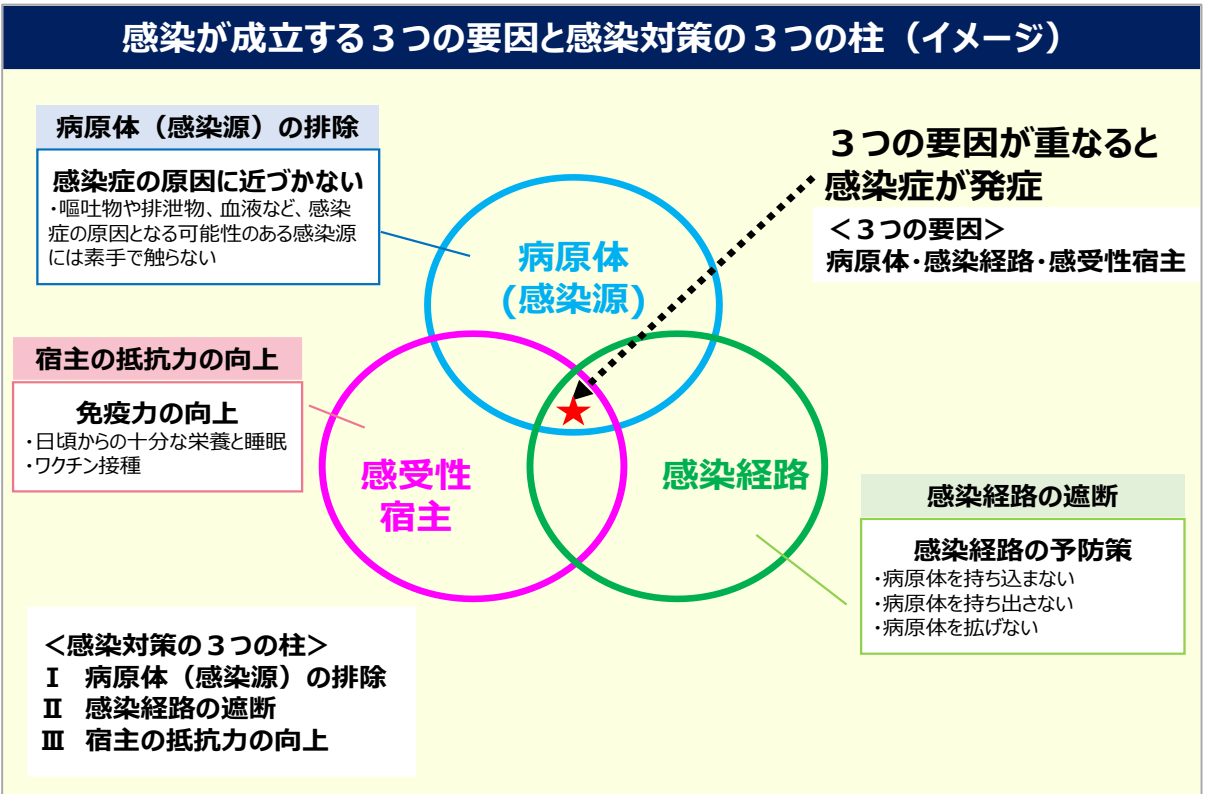 感染が成立する３つの要因と感染対策の３つの柱（イメージ）
病原体（感染源）の排除
感染症の原因に近づかない
・嘔吐物や排泄物、血液など、感染
症の原因となる可能性のある感染源
には素手で触らない
３つの要因が重なると
感染症が発症
＜３つの要因＞
病原体・感染経路・感受性宿主
病原体
(感染源)
宿主の抵抗力の向上
免疫力の向上
・日頃からの十分な栄養と睡眠
・ワクチン接種
感受性
宿主
感染経路
感染経路の遮断
感染経路の予防策
・病原体を持ち込まない
・病原体を持ち出さない
・病原体を拡げない
＜感染対策の３つの柱＞
Ⅰ　病原体（感染源）の排除
Ⅱ　感染経路の遮断
Ⅲ　宿主の抵抗力の向上